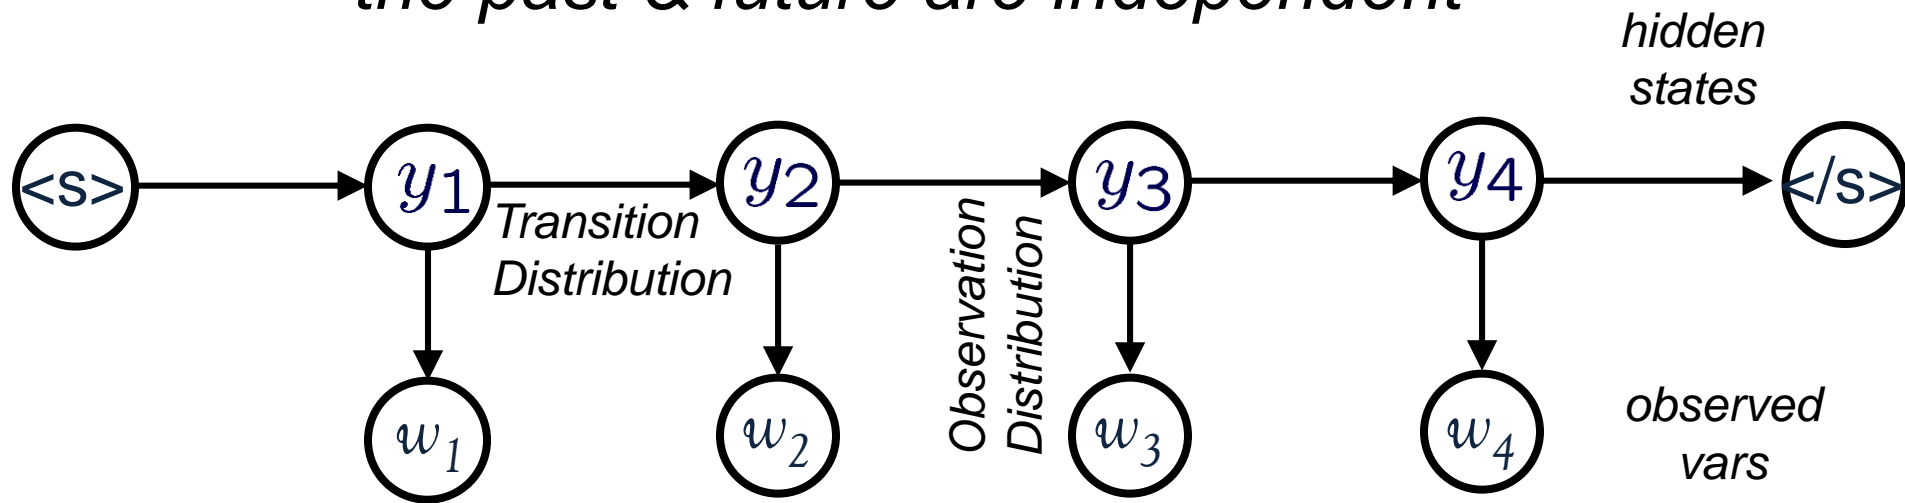 the past & future are independent
hidden
states
<s> y1 y2 y3 y4 </s>
Transition
Distribution
Observation
Distribution
w1 w2 w3 w4
observed
vars